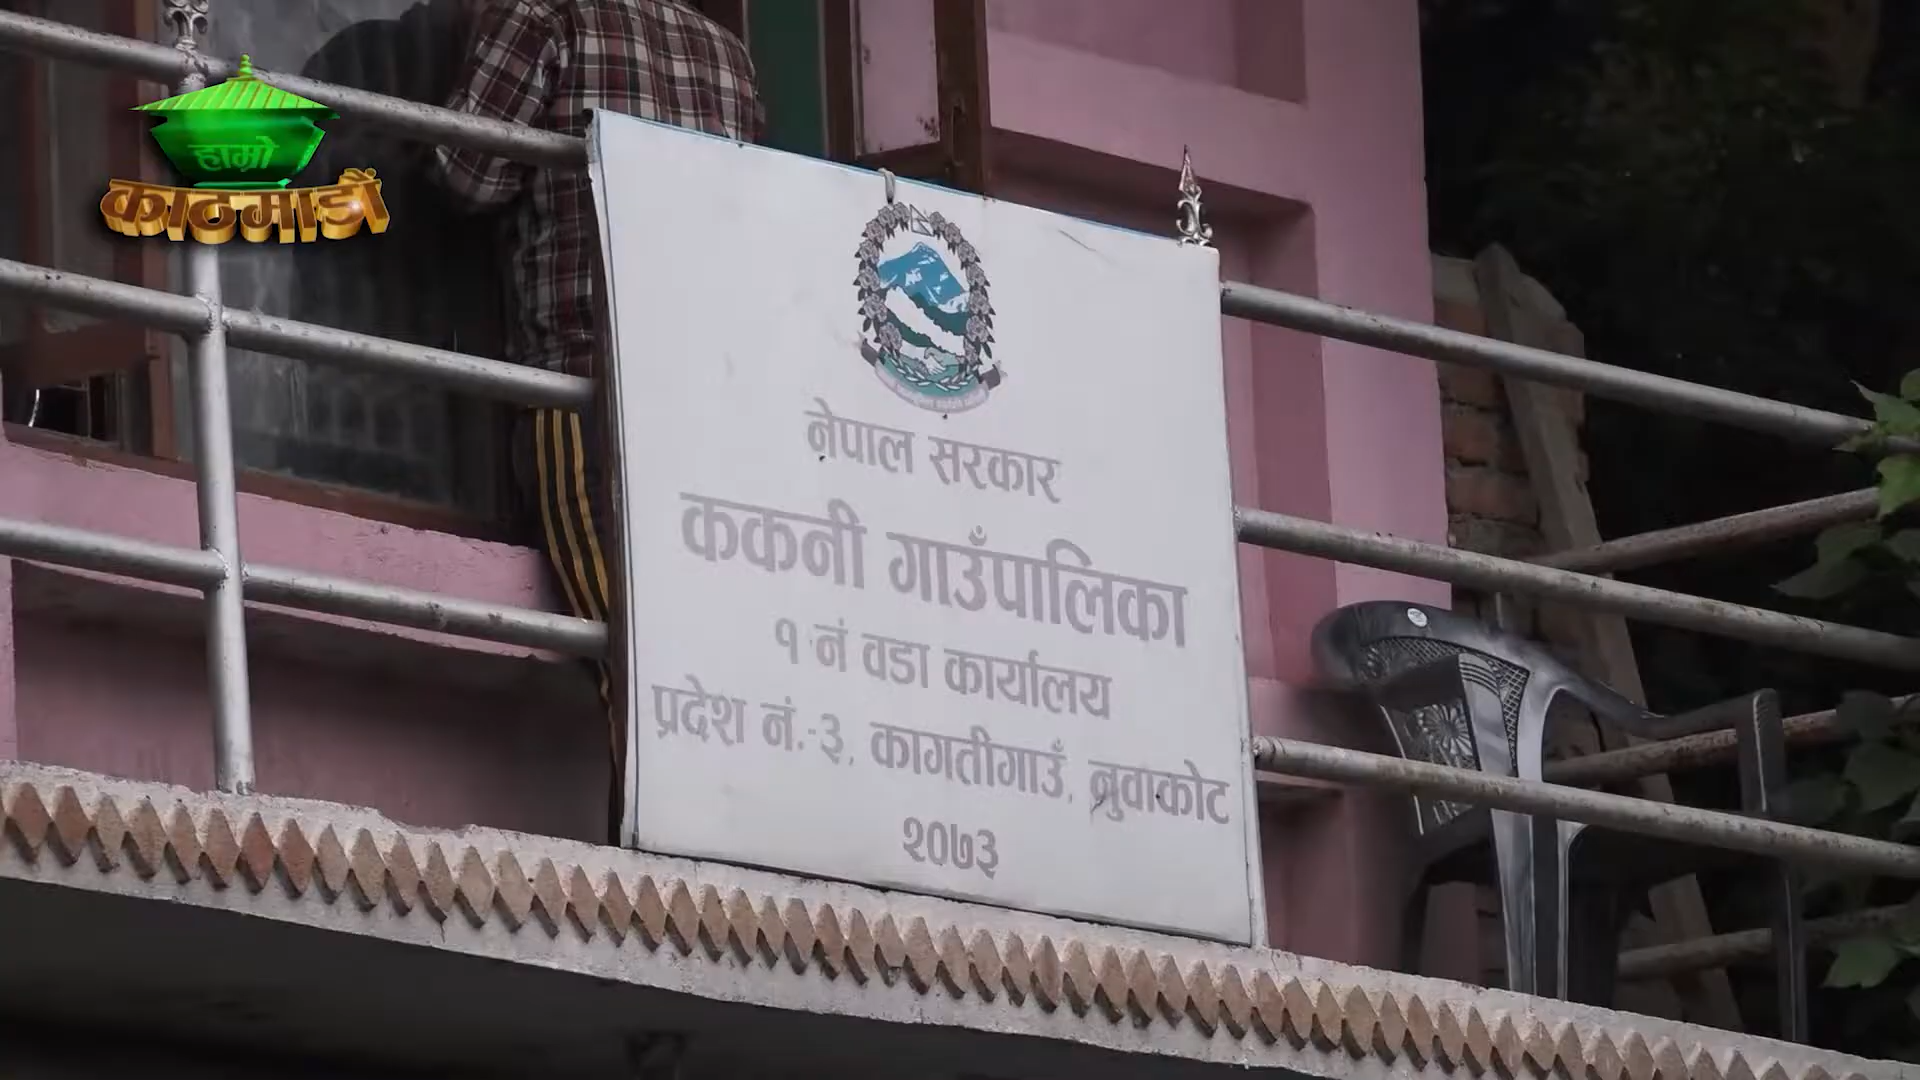 हाम्रो
काठमाडौं
नेपाल सरकार
ककनी गाउँपालिका
१ नं वडा कार्यालय
प्रदेश नं.-३, कागतीगाउँ, नुवाकोट
२०७३